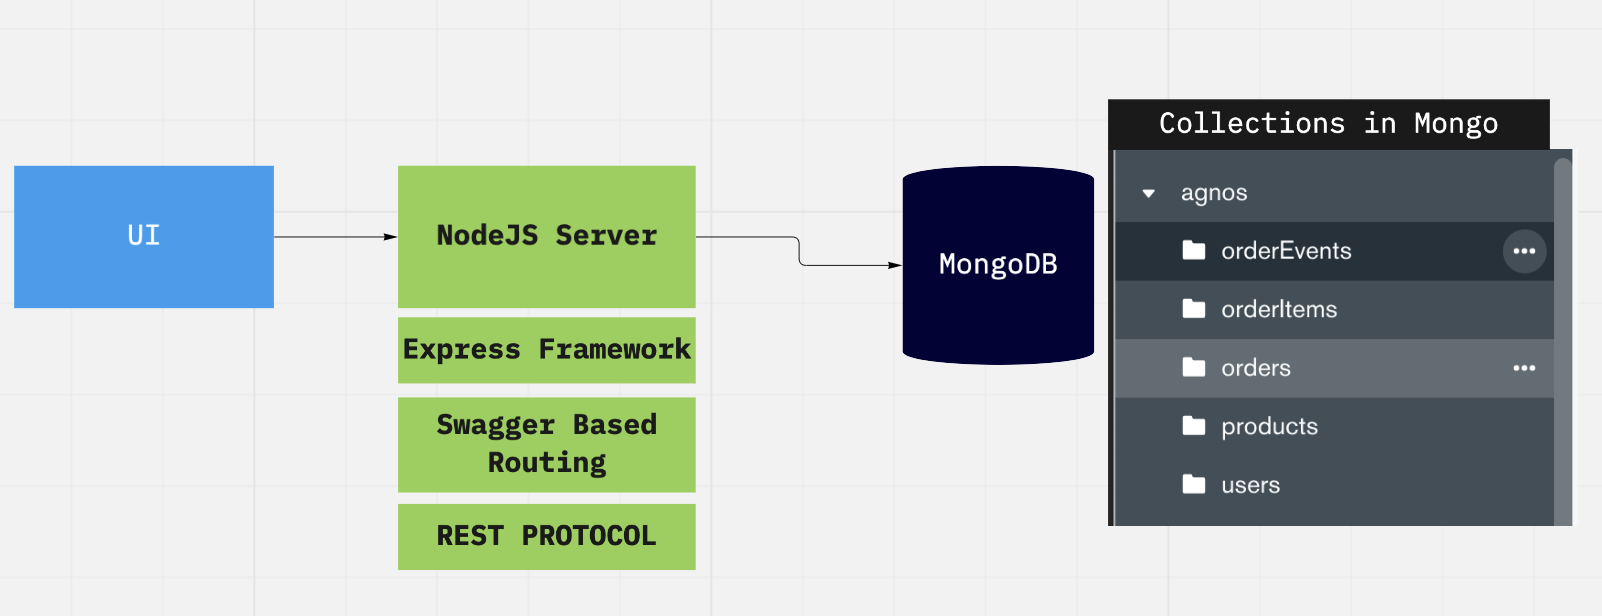 UI
NodeJS Server
Express Framework
Swagger Based
Routing
REST PROTOCOL
MongoDB
Collections in Mongo
agnos
orderEvents
orderItems
orders
products
users